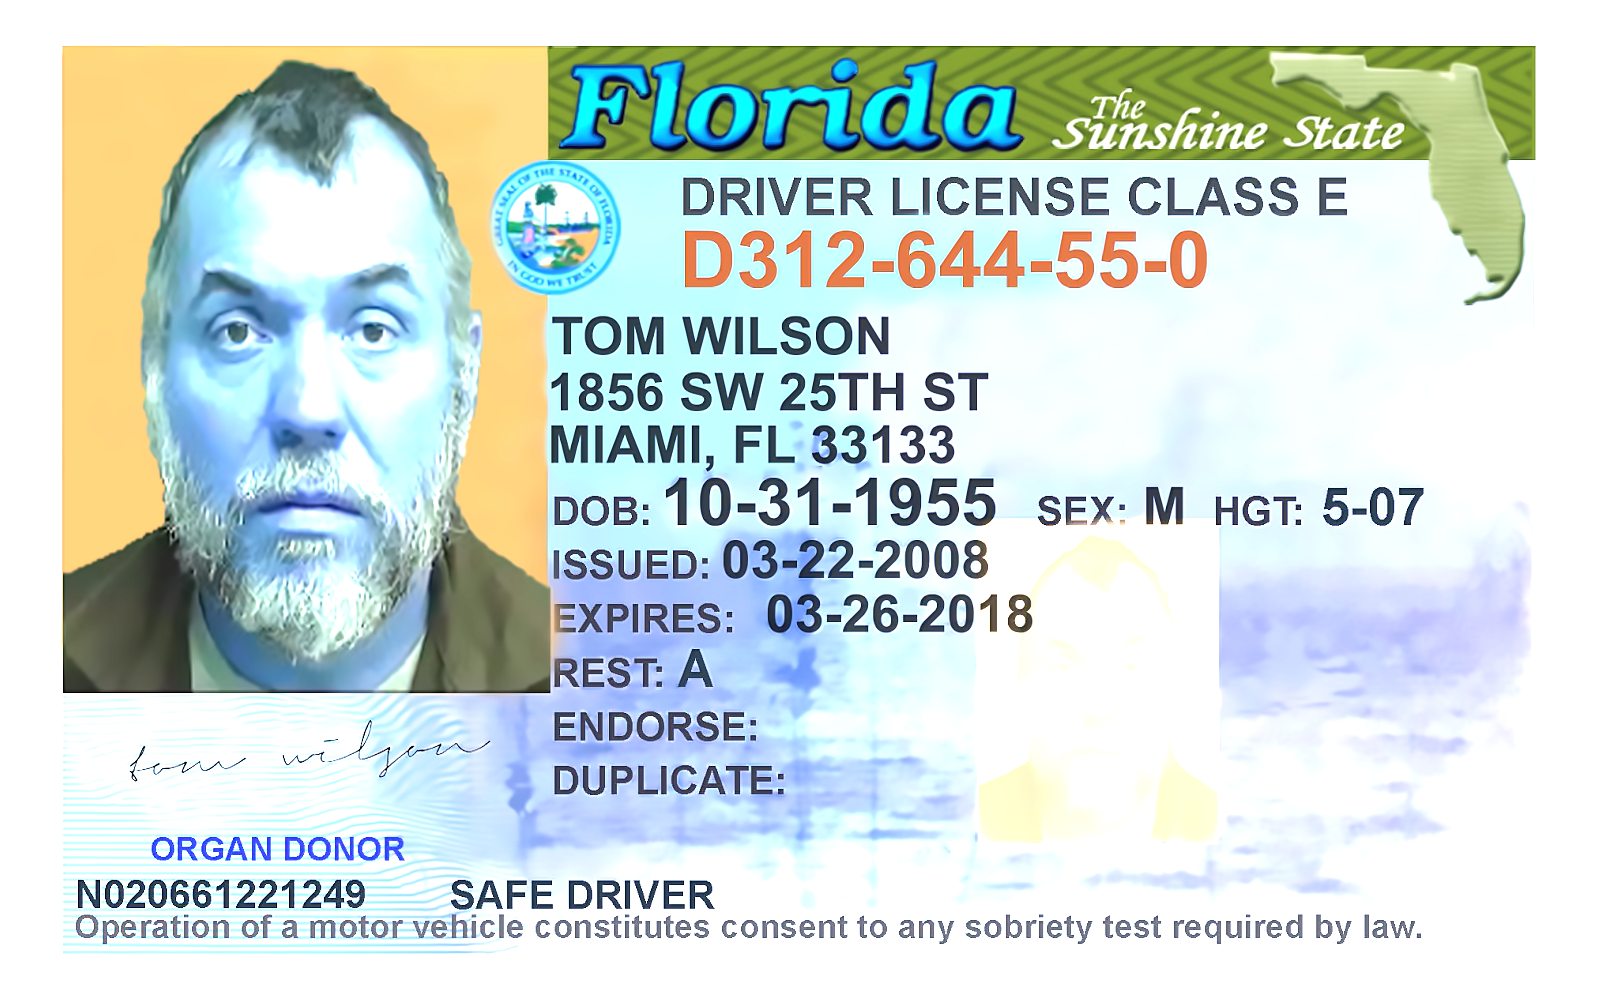 Florida The Sunshine State
GREAT SEAL OF THE STATE OF FLORIDA
IN GOD WE TRUST
DRIVER LICENSE CLASS E
D312-644-55-0
TOM WILSON
1856 SW 25TH ST
MIAMI, FL 33133
DOB: 10-31-1955 SEX: M HGT: 5-07
ISSUED: 03-22-2008
EXPIRES: 03-26-2018
REST: A
ENDORSE:
DUPLICATE:
tom wilson
ORGAN DONOR
N020661221249 SAFE DRIVER
Operation of a motor vehicle constitutes consent to any sobriety test required by law.